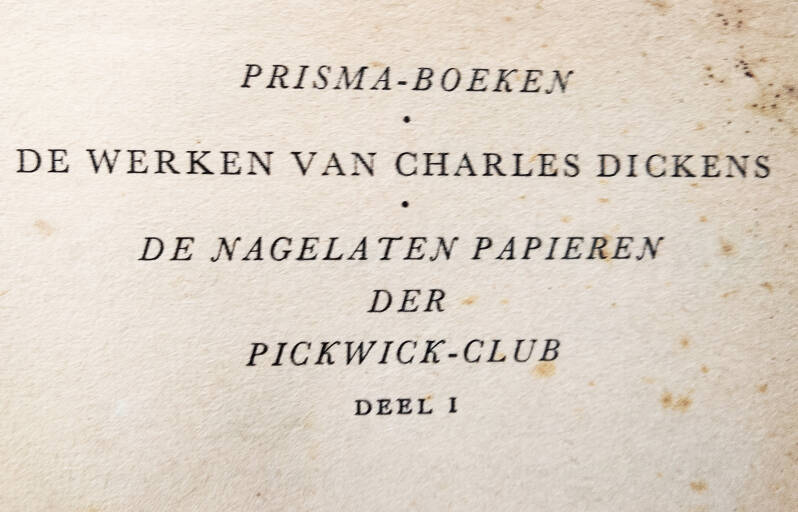 PRISMA-BOEKEN
•
DE WERKEN VAN CHARLES DICKENS
•
DE NAGELATEN PAPIEREN
DER
PICKWICK-CLUB
DEEL I